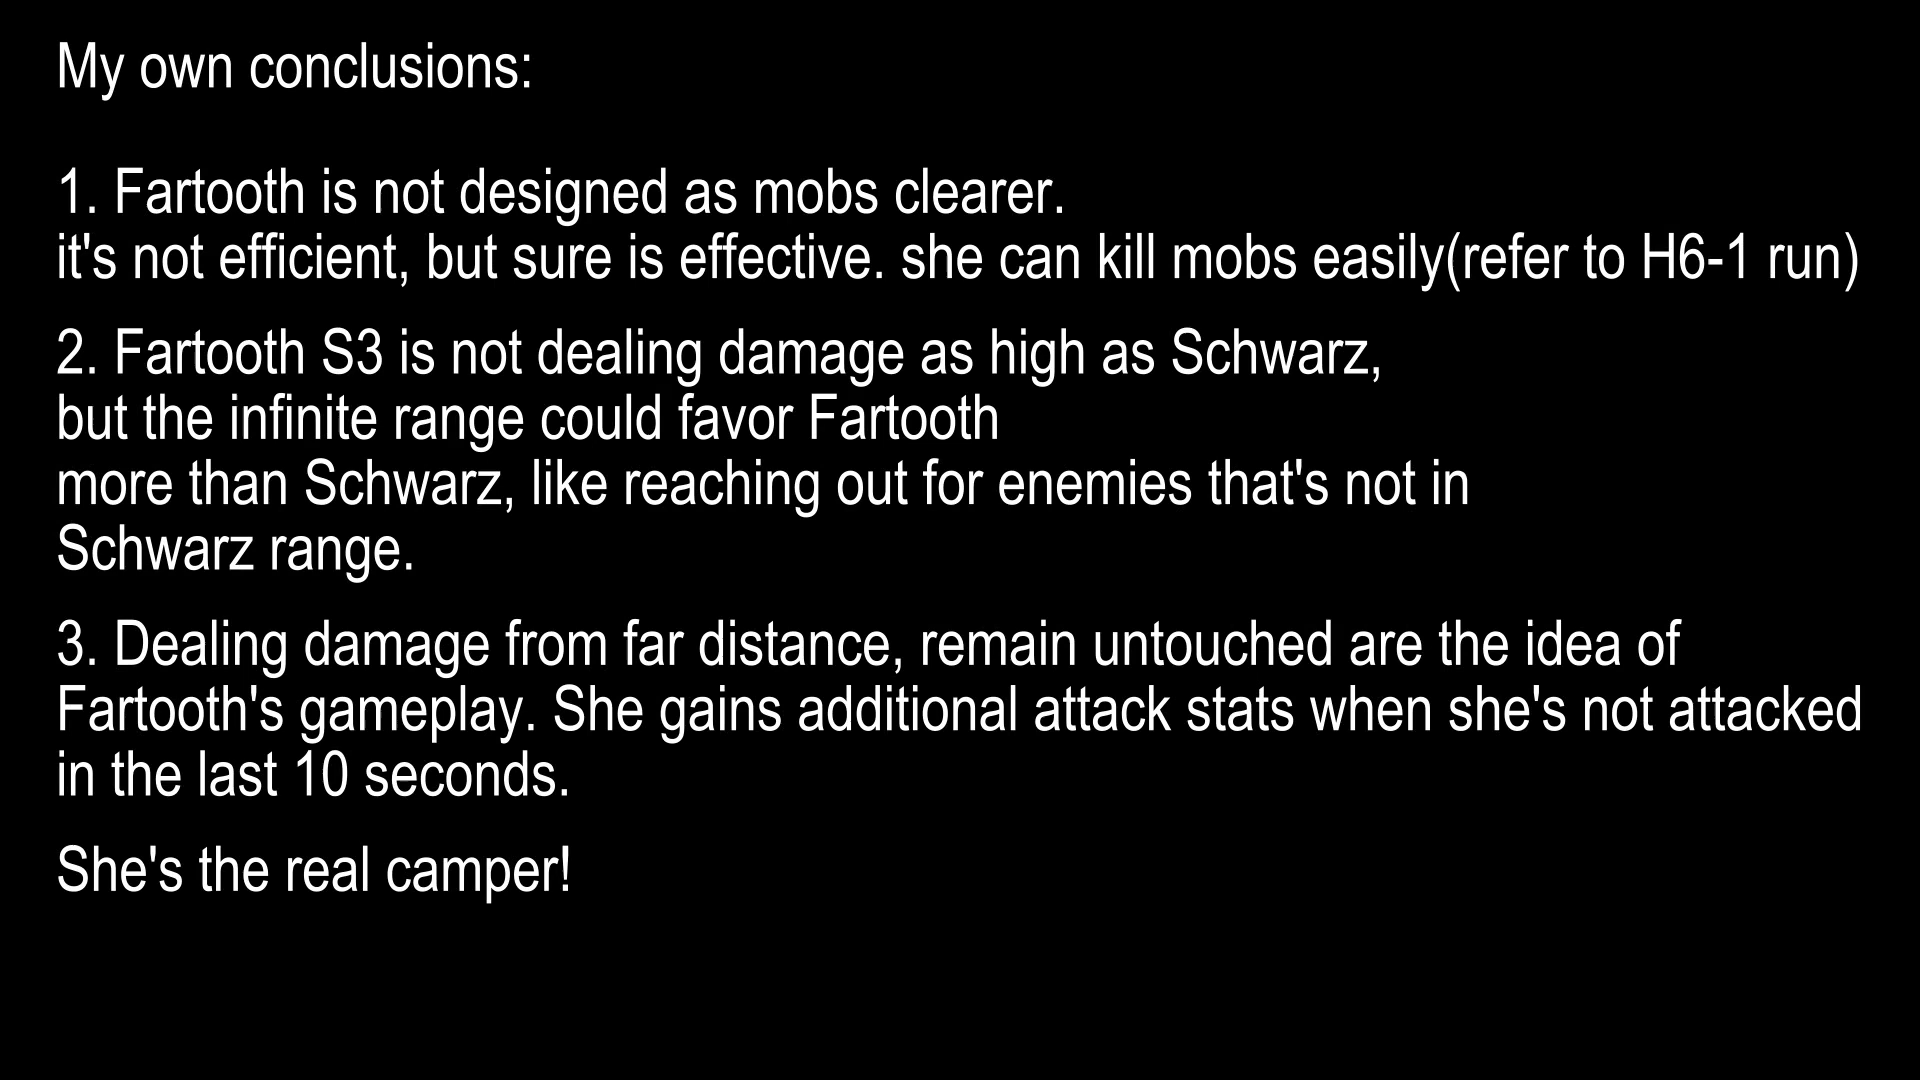 My own conclusions:
1. Fartooth is not designed as mobs clearer.
it's not efficient, but sure is effective. she can kill mobs easily(refer to H6-1 run)
2. Fartooth S3 is not dealing damage as high as Schwarz,
but the infinite range could favor Fartooth
more than Schwarz, like reaching out for enemies that's not in
Schwarz range.
3. Dealing damage from far distance, remain untouched are the idea of
Fartooth's gameplay. She gains additional attack stats when she's not attacked
in the last 10 seconds.
She's the real camper!